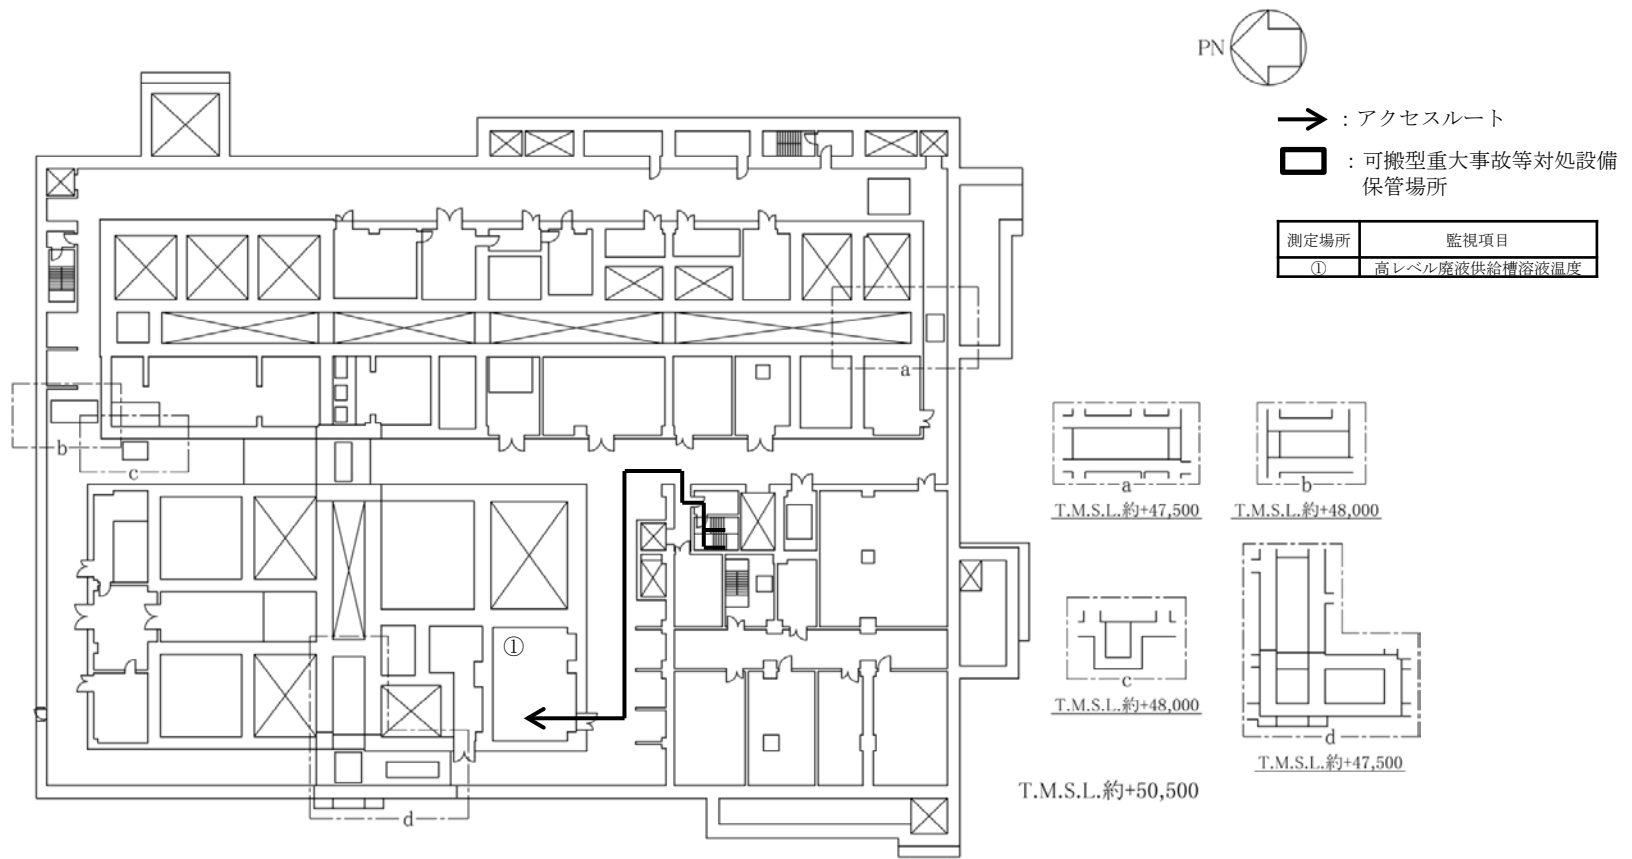 PN
：アクセスルート
：可搬型重大事故等対処設備
保管場所
測定場所 監視項目
① 高レベル廃液供給槽溶液温度
a
b
c
①
d
a
T.M.S.L.約+47,500
b
T.M.S.L.約+48,000
c
T.M.S.L.約+48,000
d
T.M.S.L.約+47,500
T.M.S.L.約+50,500